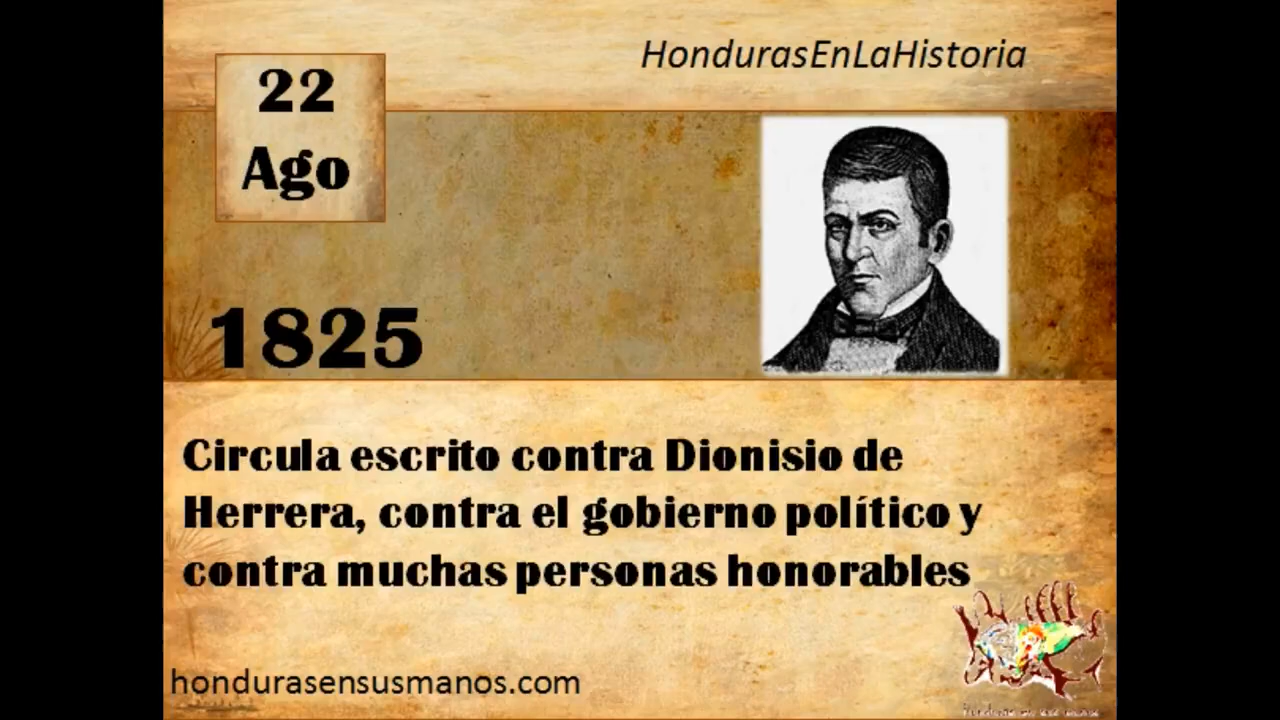 HondurasEnLaHistoria
22
Ago
1825
Circula escrito contra Dionisio de
Herrera, contra el gobierno político y
contra muchas personas honorables
hondurasensusmanos.com